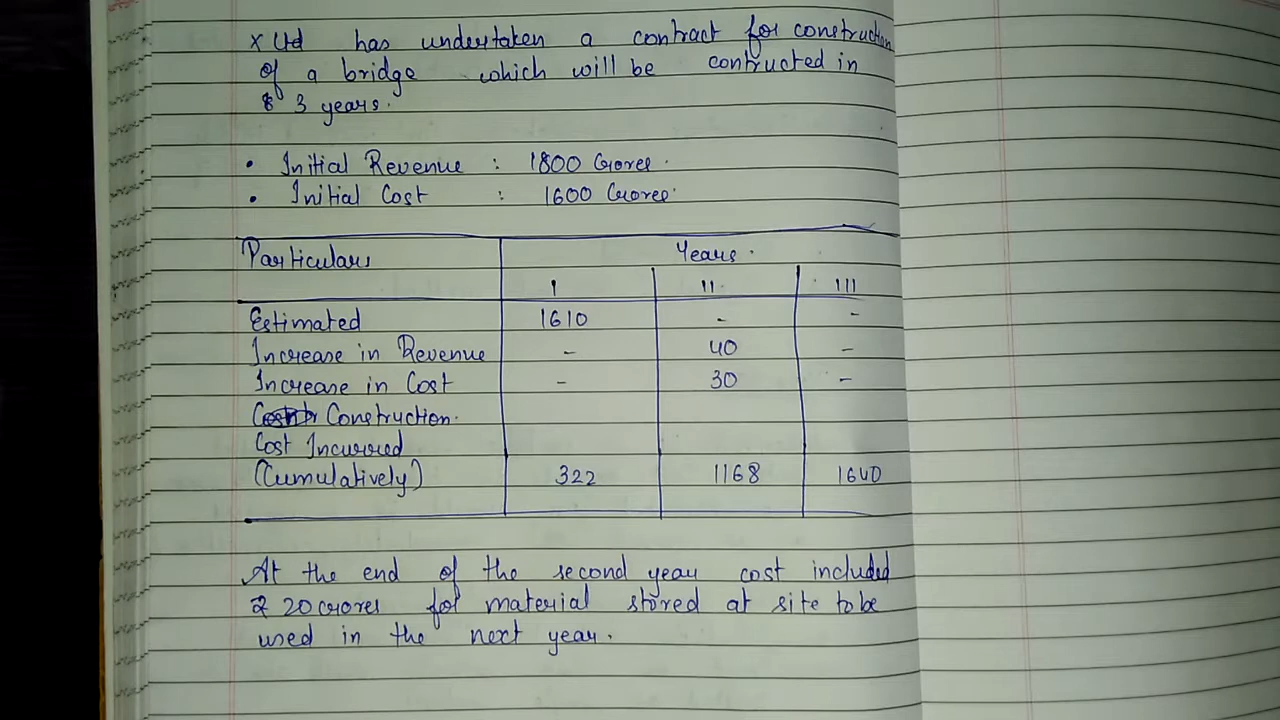 X Ltd has undertaken a contract for construction
of a bridge which will be contructed in
3 years.
• Initial Revenue : 1800 Crores.
• Initial Cost : 1600 Crores.
Particulars Years.
I II III
Estimated 1610 - -
Increase in Revenue - 40 -
Increase in Cost - 30 -
Construction.
Cost Incurred
(Cumulatively) 322 1168 1640
At the end of the second year cost included
₹ 20 crores for material stored at site to be
used in the next year.